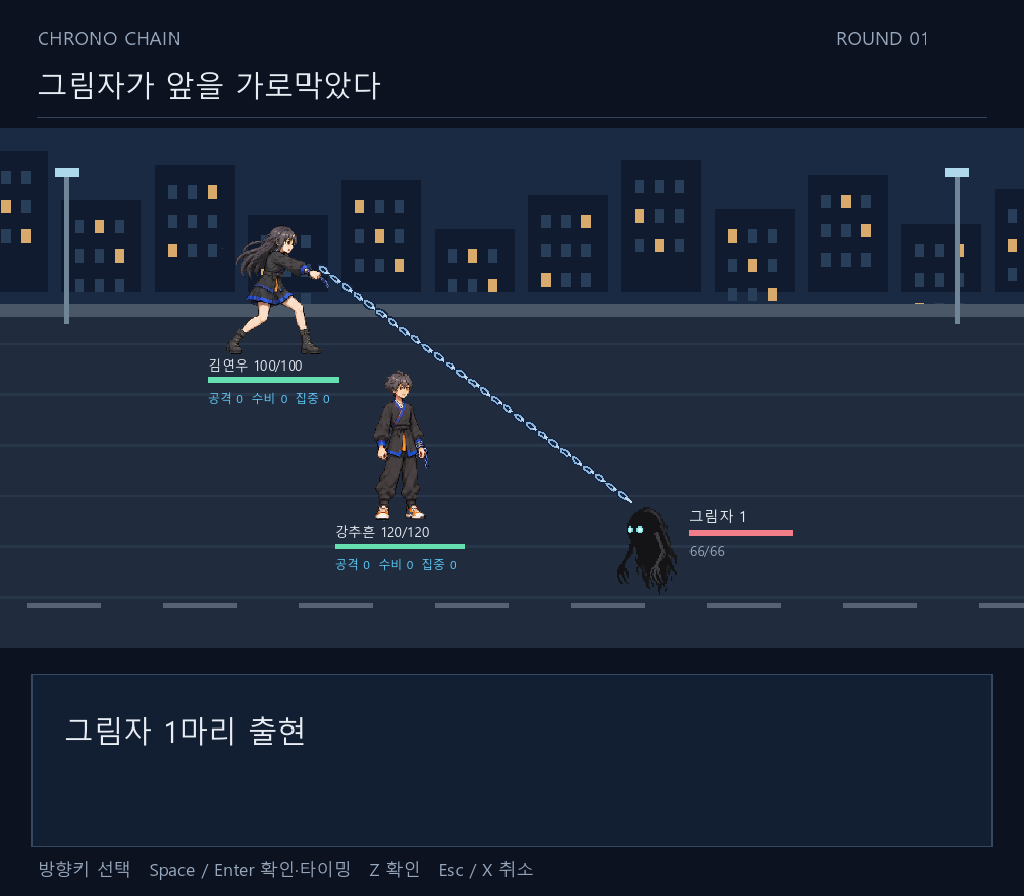 CHRONO CHAIN
ROUND 01
그림자가 앞을 가로막았다
김연우 100/100
공격 0 수비 0 집중 0
강추흔 120/120
공격 0 수비 0 집중 0
그림자 1
66/66
그림자 1마리 출현
방향키 선택 Space / Enter 확인·타이밍 Z 확인 Esc / X 취소